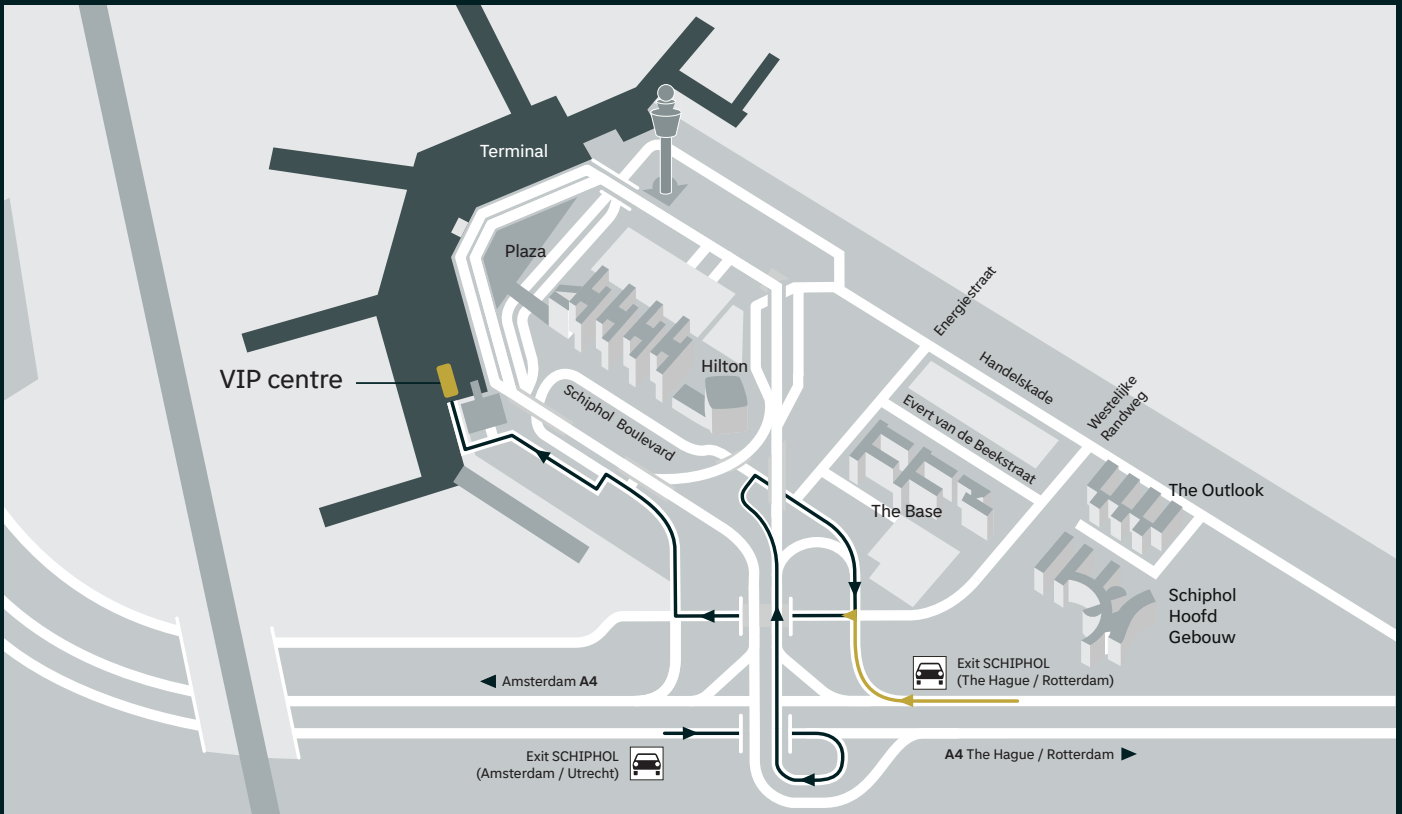 Terminal
Plaza
VIP centre
Hilton
Schiphol Boulevard
Energiestraat
Handelskade
Westelijke
Randweg
Evert van de Beekstraat
The Base
The Outlook
Schiphol
Hoofd
Gebouw
Exit SCHIPHOL
(The Hague / Rotterdam)
Amsterdam A4
Exit SCHIPHOL
(Amsterdam / Utrecht)
A4 The Hague / Rotterdam